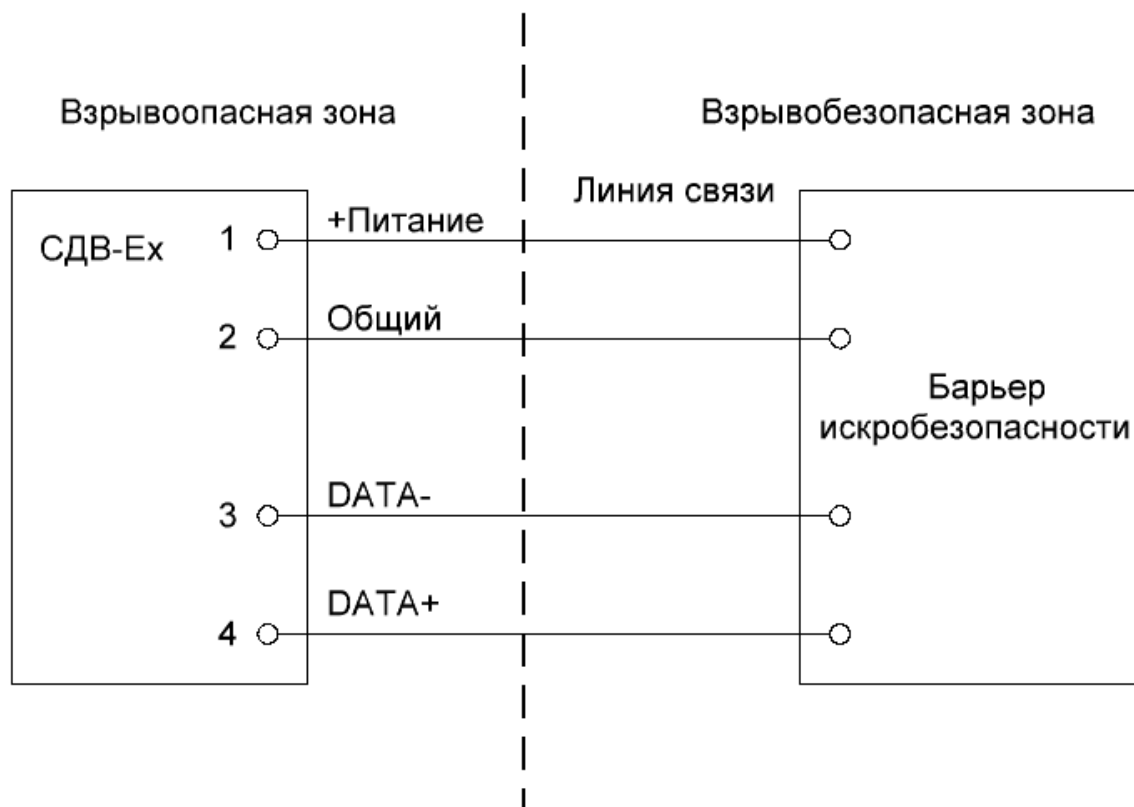 Взрывоопасная зона
Взрывобезопасная зона
Линия связи
СДВ-Ex
1
+Питание
2
Общий
Барьер
искробезопасности
3
DATA-
4
DATA+